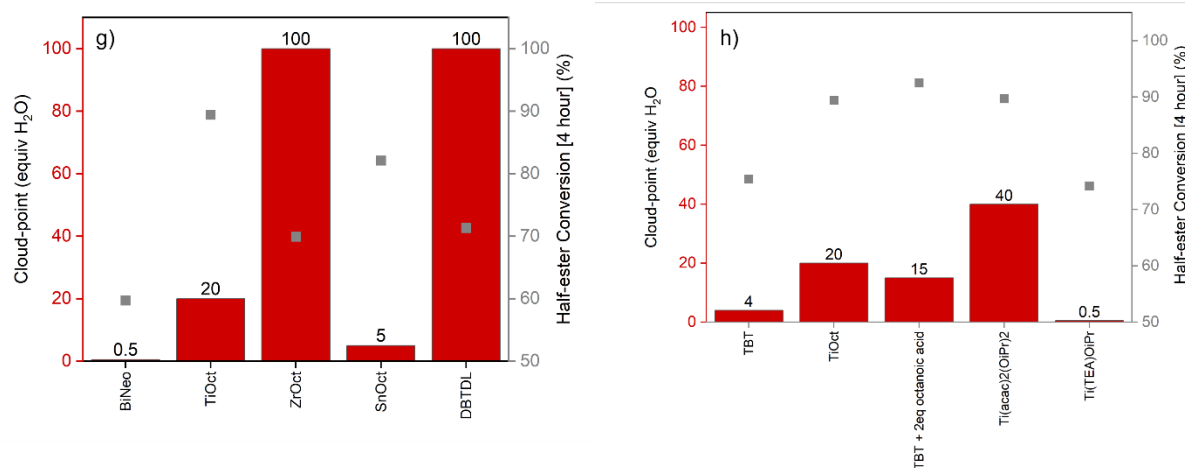 g)
Cloud-point (equiv H₂O)
100
80
60
40
20
0
0.5
20
100
5
100
100
90
80
70
60
50
Half-ester Conversion [4 hour] (%)
BiNeo
TiOct
ZrOct
SnOct
DBTDL
h)
Cloud-point (equiv H₂O
100
80
60
40
20
0
4
20
15
40
0.5
100
90
80
70
60
50
Half-ester Conversion [4 hour] (%)
TBT
TiOct
TBT + 2eq octanoic acid
Ti(acac)2(OiPr)2
Ti(TEA)OiPr